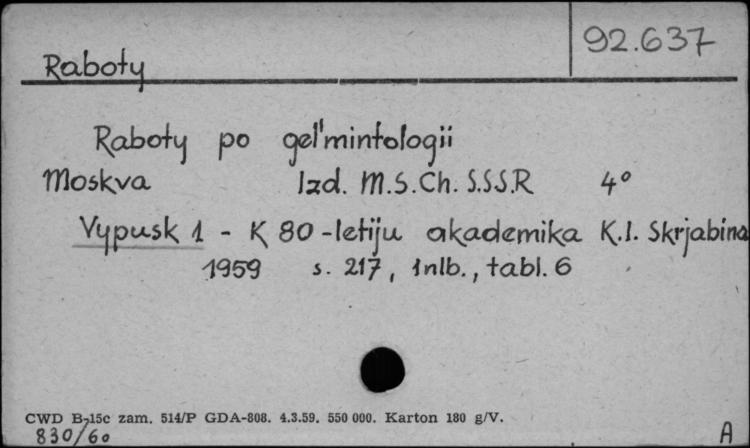 92.637
Raboty
Raboty po gel'mintologii
Moskva Izd. M.S.Ch. S.S.S.R 4°
Vypusk 1 - K 80-letiju akademika K.I. Skrjabina
1959 s. 217, 1nlb., tabl. 6
CWD B-15c zam. 514/P GDA-808. 4.3.59. 550 000. Karton 180 g/V.
830/60 A